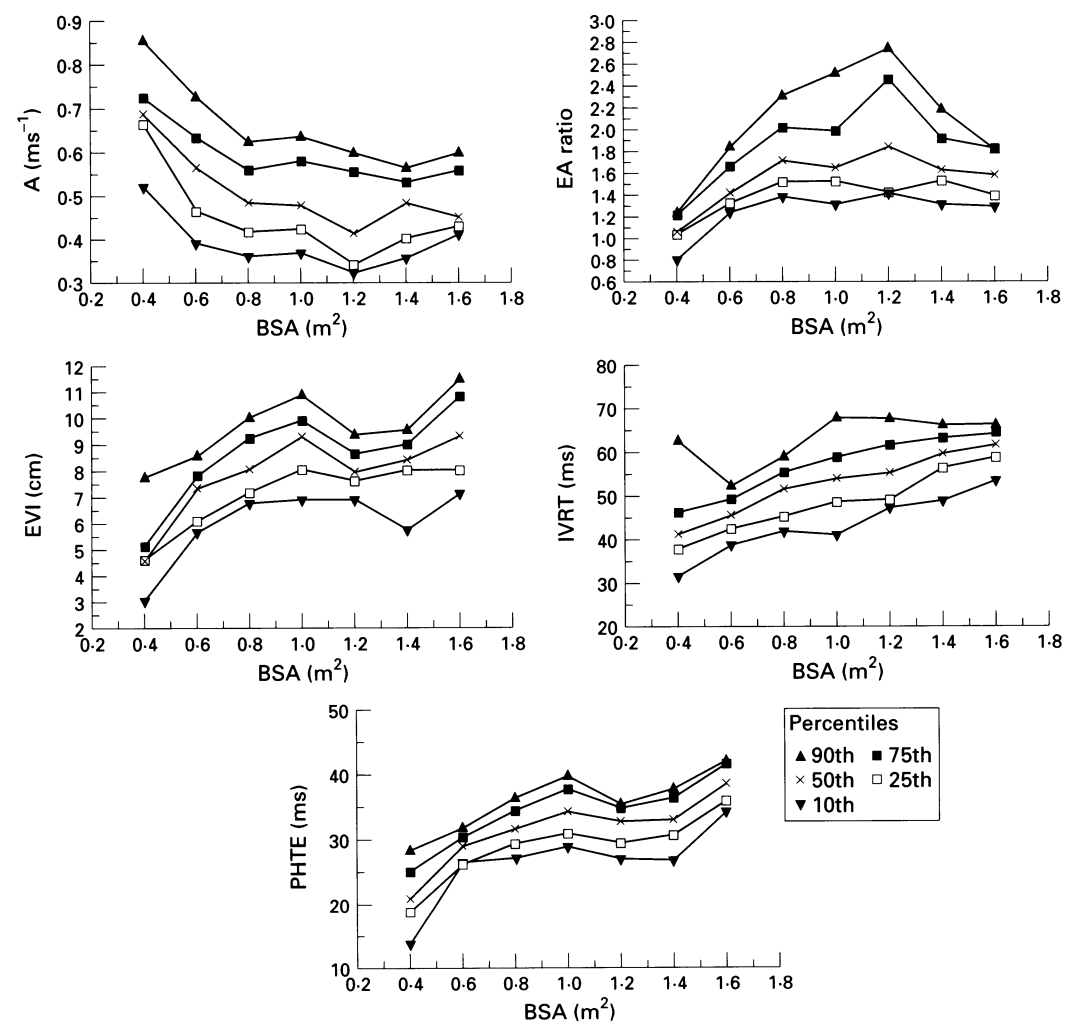 0·9
0·8
0·7
0·6
0·5
0·4
0·3
A (ms⁻¹)
0·2 0·4 0·6 0·8 1·0 1·2 1·4 1·6 1·8
BSA (m²)
3·0
2·8
2·6
2·4
2·2
2·0
1·8
1·6
1·4
1·2
1·0
0·8
0·6
EA ratio
0·2 0·4 0·6 0·8 1·0 1·2 1·4 1·6 1·8
BSA (m²)
12
11
10
9
8
7
6
5
4
3
2
EVI (cm)
0·2 0·4 0·6 0·8 1·0 1·2 1·4 1·6 1·8
BSA (m²)
80
70
60
50
40
30
20
IVRT (ms)
0·2 0·4 0·6 0·8 1·0 1·2 1·4 1·6 1·8
BSA (m²)
50
40
30
20
10
PHTE (ms)
0·2 0·4 0·6 0·8 1·0 1·2 1·4 1·6 1·8
BSA (m²)
Percentiles
90th 75th
50th 25th
10th